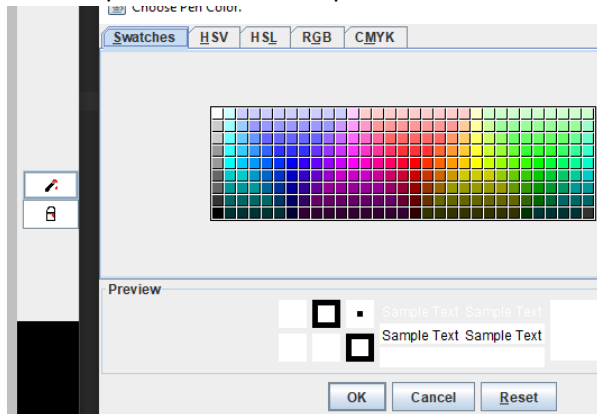 Choose Pen Color.
Swatches HSV HSL RGB CMYK
Preview
Sample Text Sample Text
Sample Text Sample Text
OK Cancel Reset